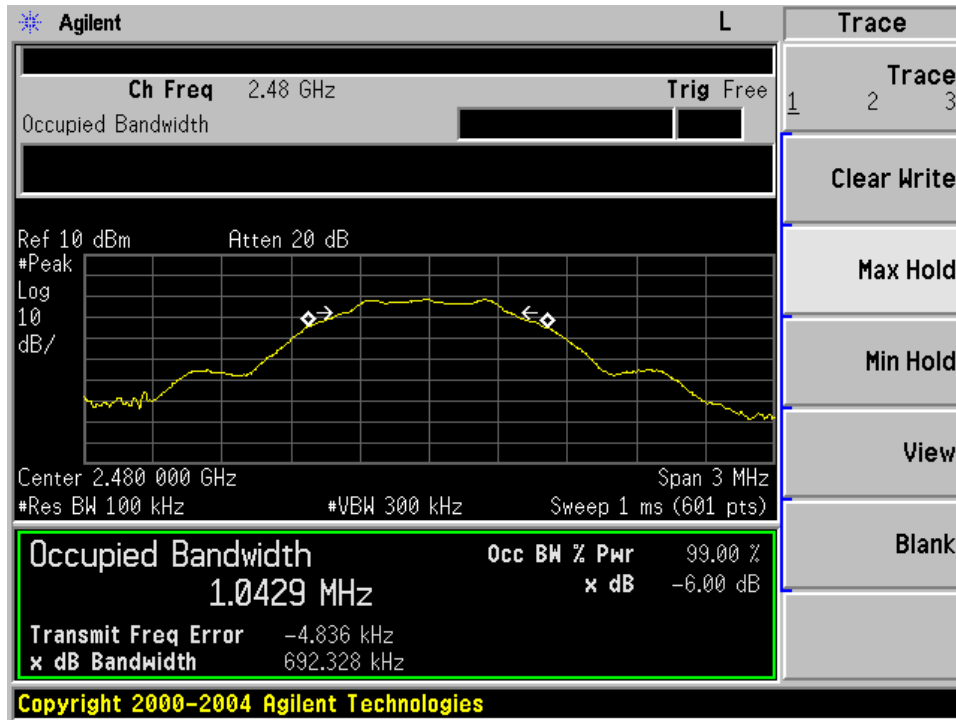 Agilent L Trace
Ch Freq 2.48 GHz Trig Free
Occupied Bandwidth
Trace
1 2 3
Clear Write
Max Hold
Min Hold
View
Blank
Ref 10 dBm Atten 20 dB
#Peak
Log
10
dB/
Center 2.480 000 GHz Span 3 MHz
#Res BW 100 kHz #VBW 300 kHz Sweep 1 ms (601 pts)
Occupied Bandwidth Occ BW % Pwr 99.00 %
1.0429 MHz x dB -6.00 dB
Transmit Freq Error -4.836 kHz
x dB Bandwidth 692.328 kHz
Copyright 2000-2004 Agilent Technologies